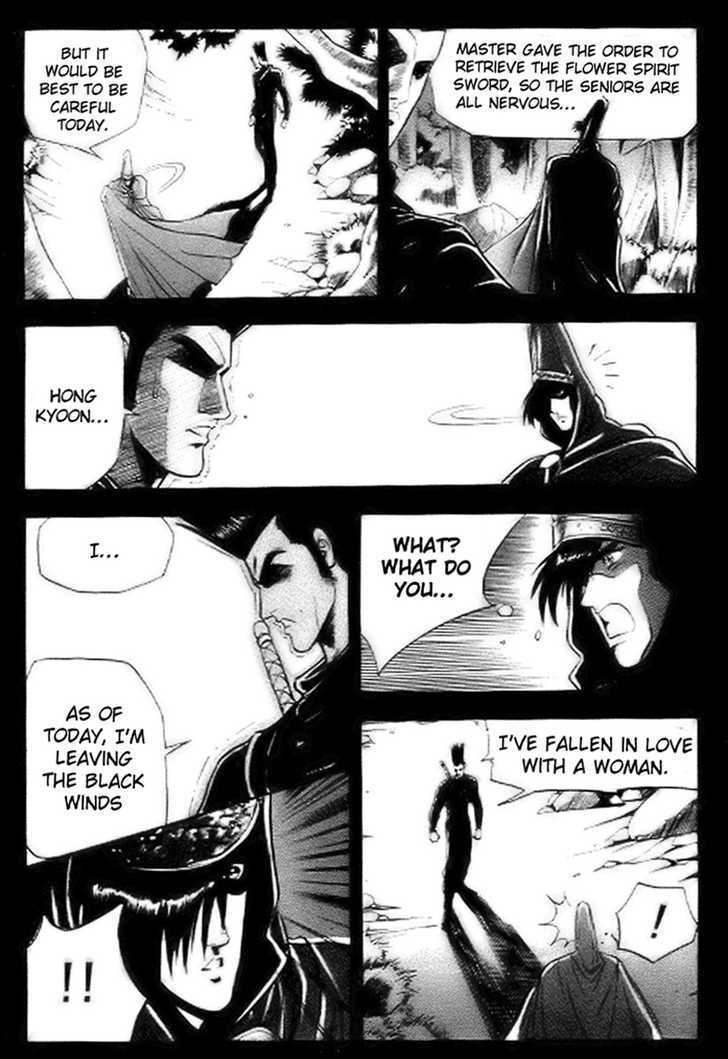 BUT IT
WOULD BE
BEST TO BE
CAREFUL
TODAY.
MASTER GAVE THE ORDER TO
RETRIEVE THE FLOWER SPIRIT
SWORD, SO THE SENIORS ARE
ALL NERVOUS...
HONG
KYOON...
I...
AS OF
TODAY, I'M
LEAVING
THE BLACK
WINDS
WHAT?
WHAT DO
YOU...
!!
I'VE FALLEN IN LOVE
WITH A WOMAN.
!